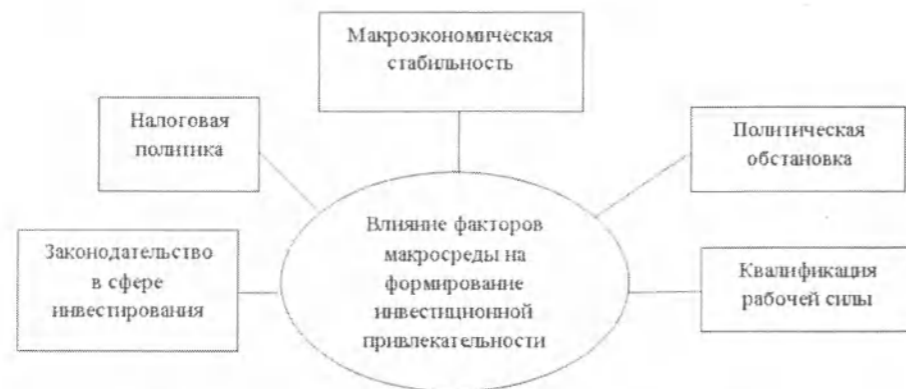 Макроэкономическая
стабильность
Налоговая
политика
Политическая
обстановка
Влияние факторов
макросреды на
формирование
инвестиционной
привлекательности
Законодательство
в сфере
инвестирования
Квалификация
рабочей силы